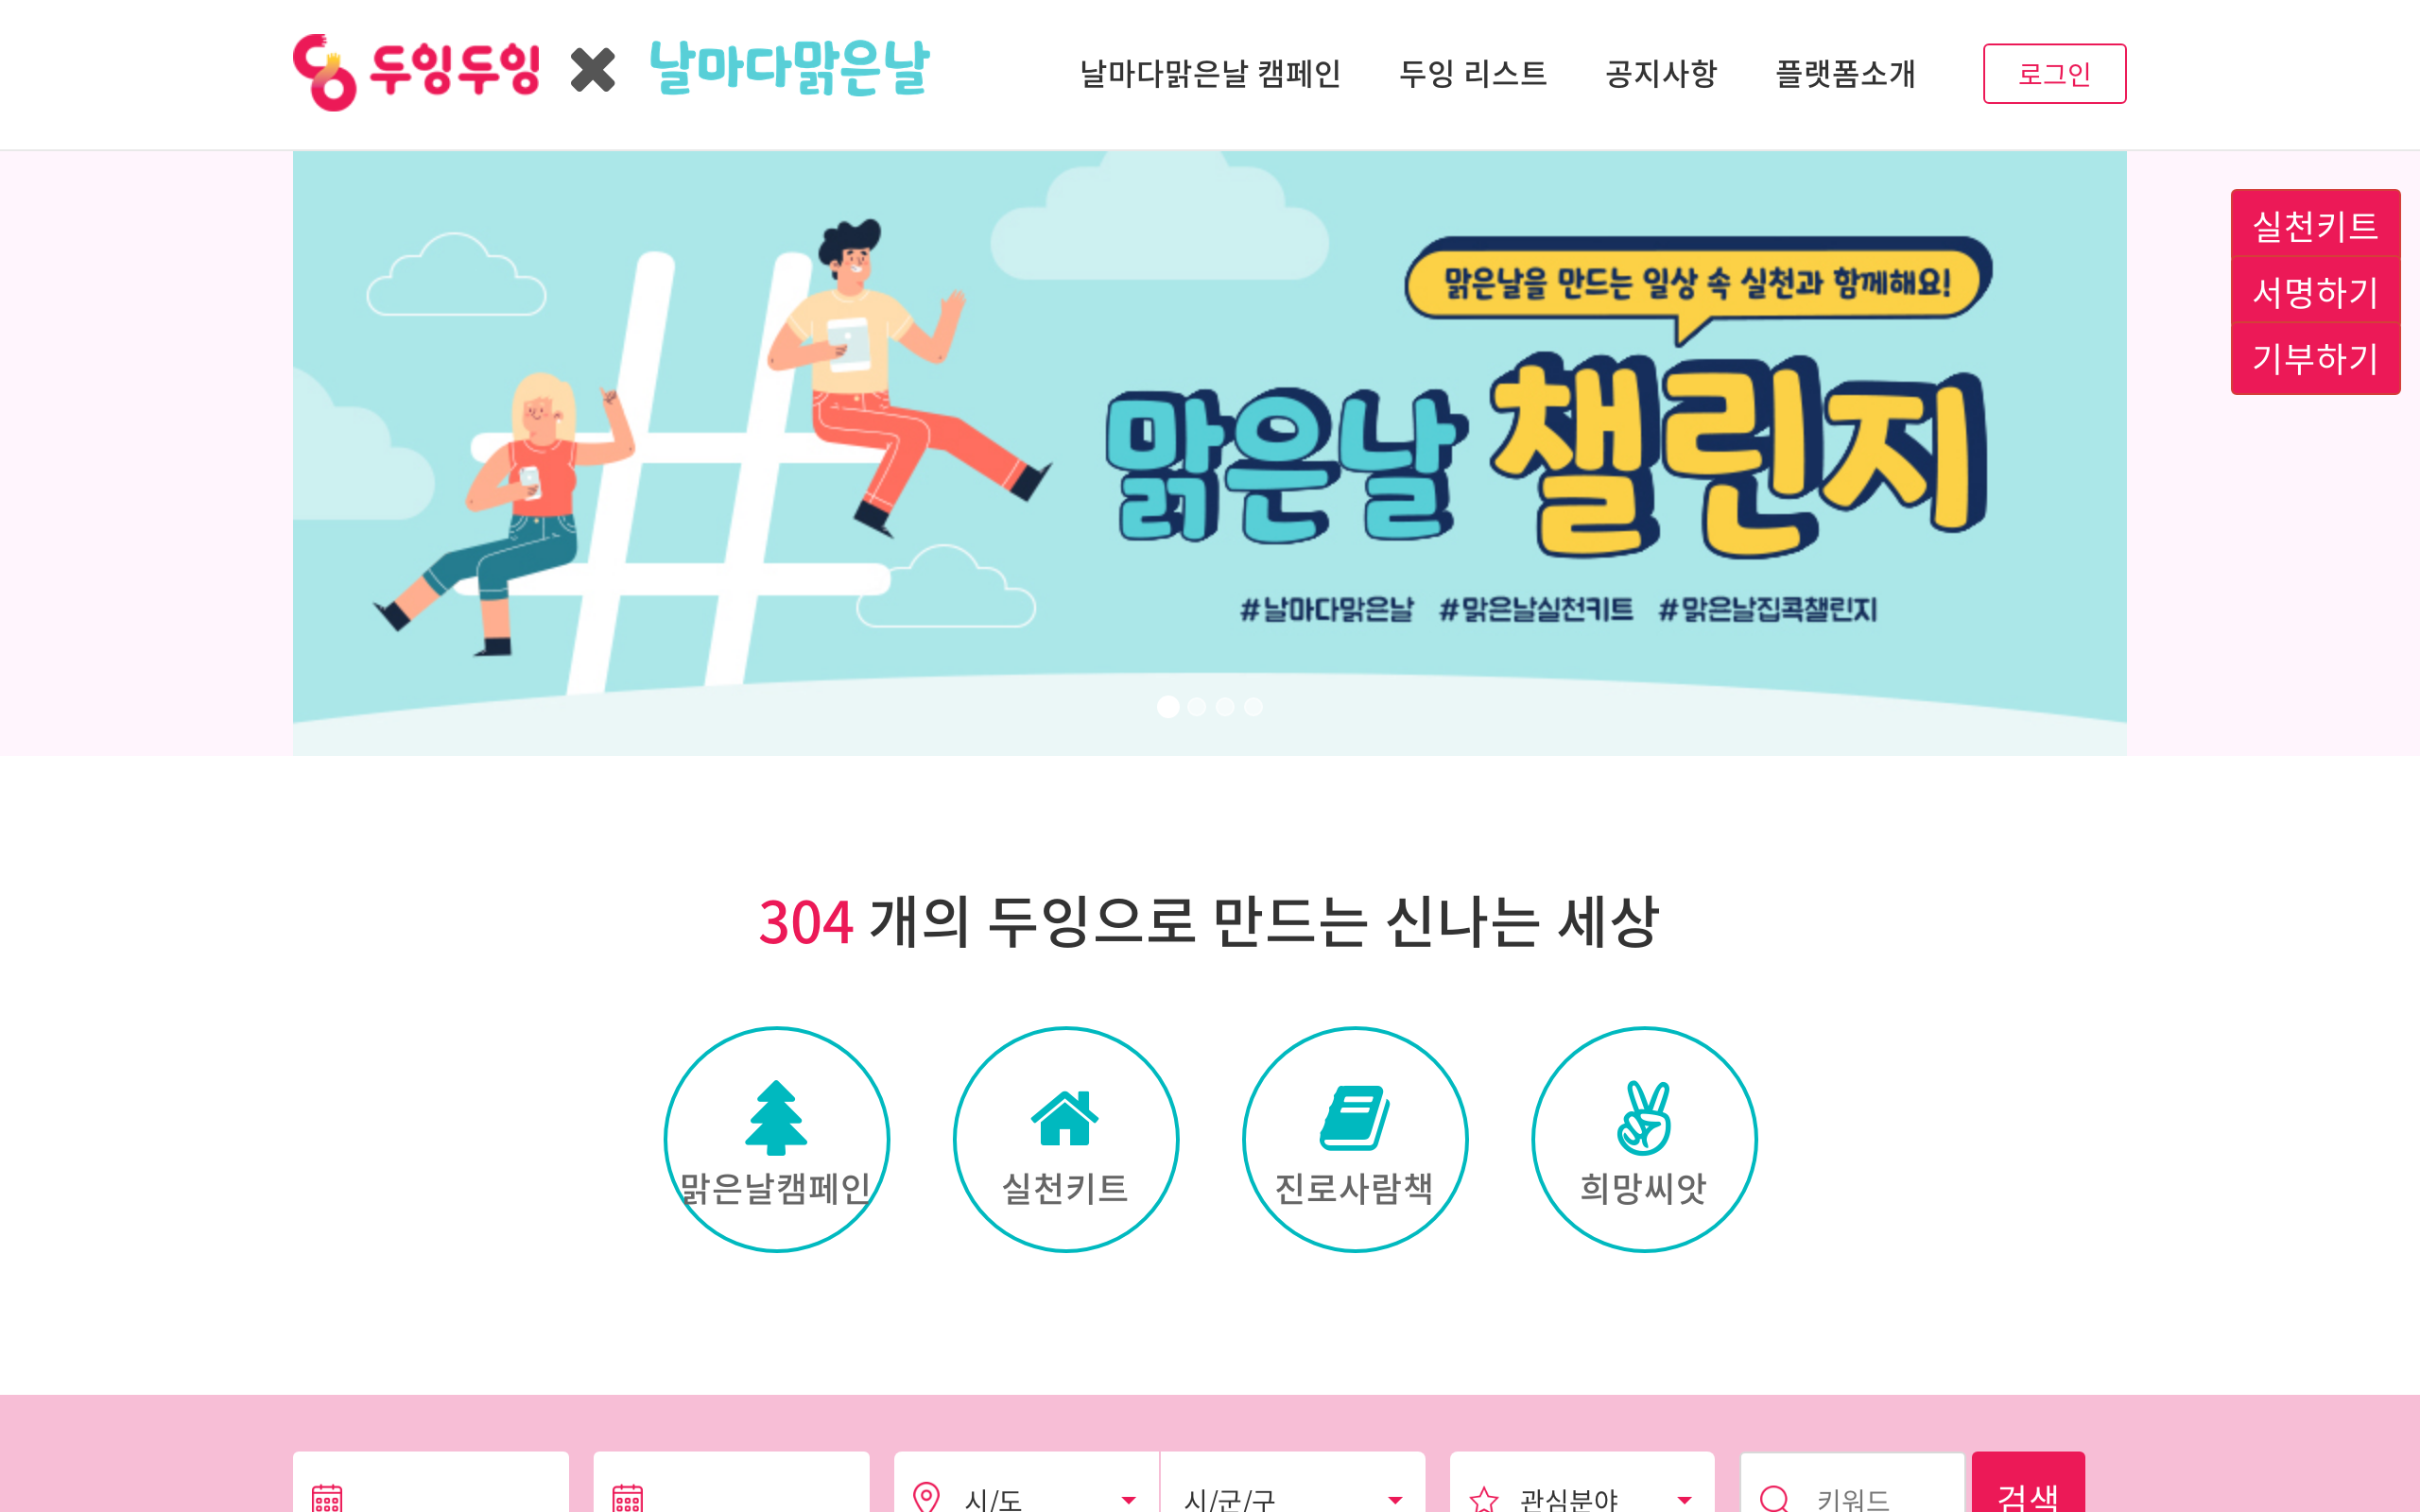 두잉두잉 날마다맑은날
날마다맑은날 캠페인 두잉 리스트 공지사항 플랫폼소개 로그인
실천키트
서명하기
기부하기
맑은날을 만드는 일상 속 실천과 함께해요!
맑은날 챌린지
#날마다맑은날 #맑은날실천키트 #맑은날집콕챌린지
304 개의 두잉으로 만드는 신나는 세상
맑은날캠페인 실천키트 진로사람책 희망씨앗
시/도 시/군/구 관심분야 키워드 검색